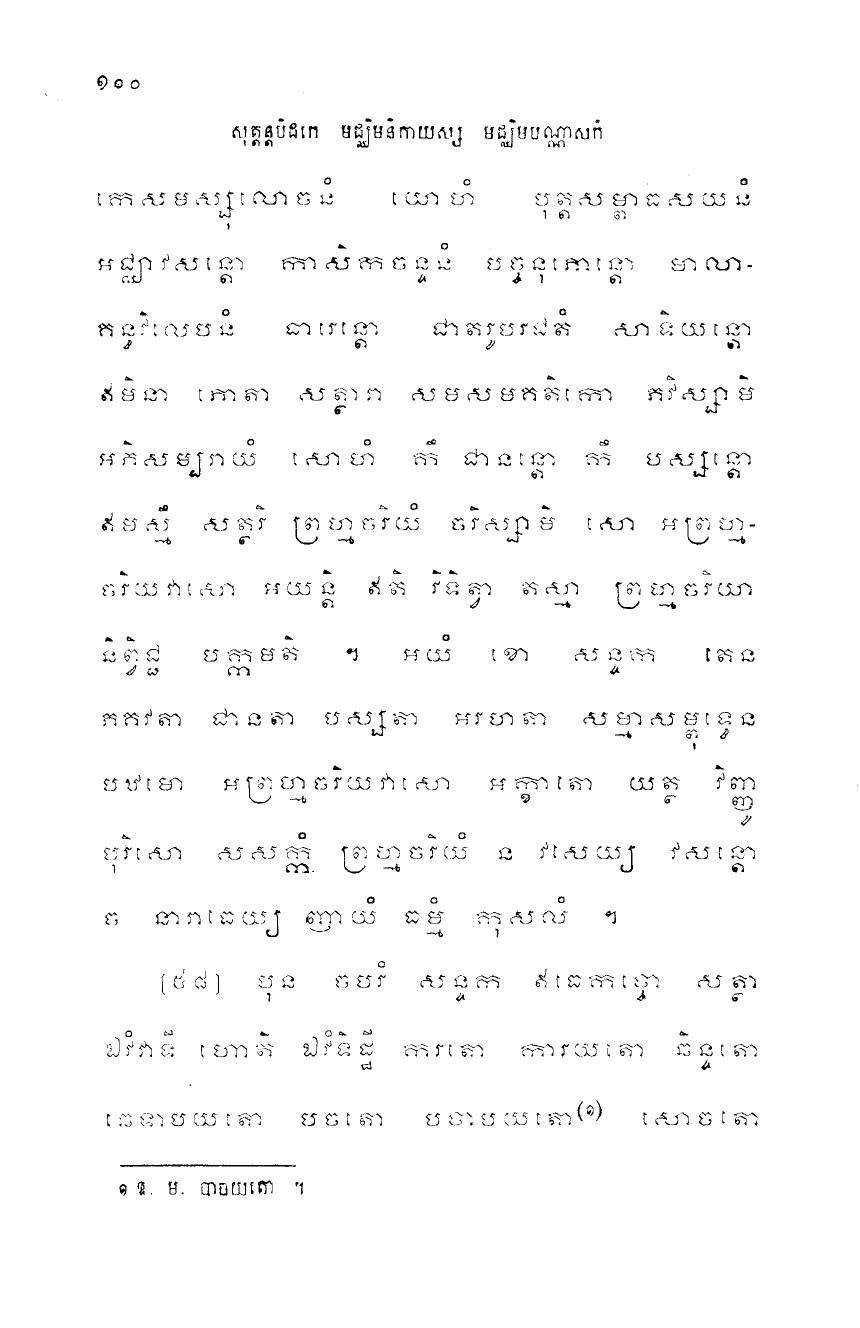 ១០០
សុត្តន្តបិដកេ មជ្ឈិមនិកាយស្ស មជ្ឈិមបណ្ណាសកំ
កេសមស្សុលោចនំ យោហំ បុត្តសម្ពាធសយនំ
អជ្ឈាវសន្តោ កាសិកចន្ទនំ បច្ចនុភោន្តោ មាលា-
គន្ធវិលេបនំ ធារេន្តោ ជាតរូបរជតំ សាទិយន្តោ
ឥមិនា ភោតា សត្ថារា សមសមគតិកោ ភវិស្សាមិ
អភិសម្បរាយំ សោហំ កឹ ជានន្តោ កឹ បស្សន្តោ
ឥមស្មឹ សត្ថរិ ព្រហ្មចរិយំ ចរិស្សាមិ សោ អព្រហ្ម-
ចរិយវាសោ អយន្តិ ឥតិ វិទិត្វា តស្មា ព្រហ្មចរិយា
និព្វិជ្ជ បក្កមតិ ។ អយំ ខោ សន្ទក តេន
ភគវតា ជានតា បស្សតា អរហតា សម្មាសម្ពុទ្ធេន
បឋមោ អព្រហ្មចរិយវាសោ អក្ខាតោ យត្ថ វិញ្ញូ
បុរិសោ សសក្កំ ព្រហ្មចរិយំ ន វសេយ្យ វសន្តោ
ច នារាធេយ្យ ញាយំ ធម្មំ កុសលំ ។
[៥៨] បុន ចបរំ សន្ទក ឥធេកច្ចោ សត្ថា
ឯវំវាទី ហោតិ ឯវំទិដ្ឋី ករតោ ការយតោ ឆិន្ទតោ
ឆេទាបយតោ បចតោ បចាបយតោ(១) សោចតោ
១ ឱ. ម. បាចយតោ ។